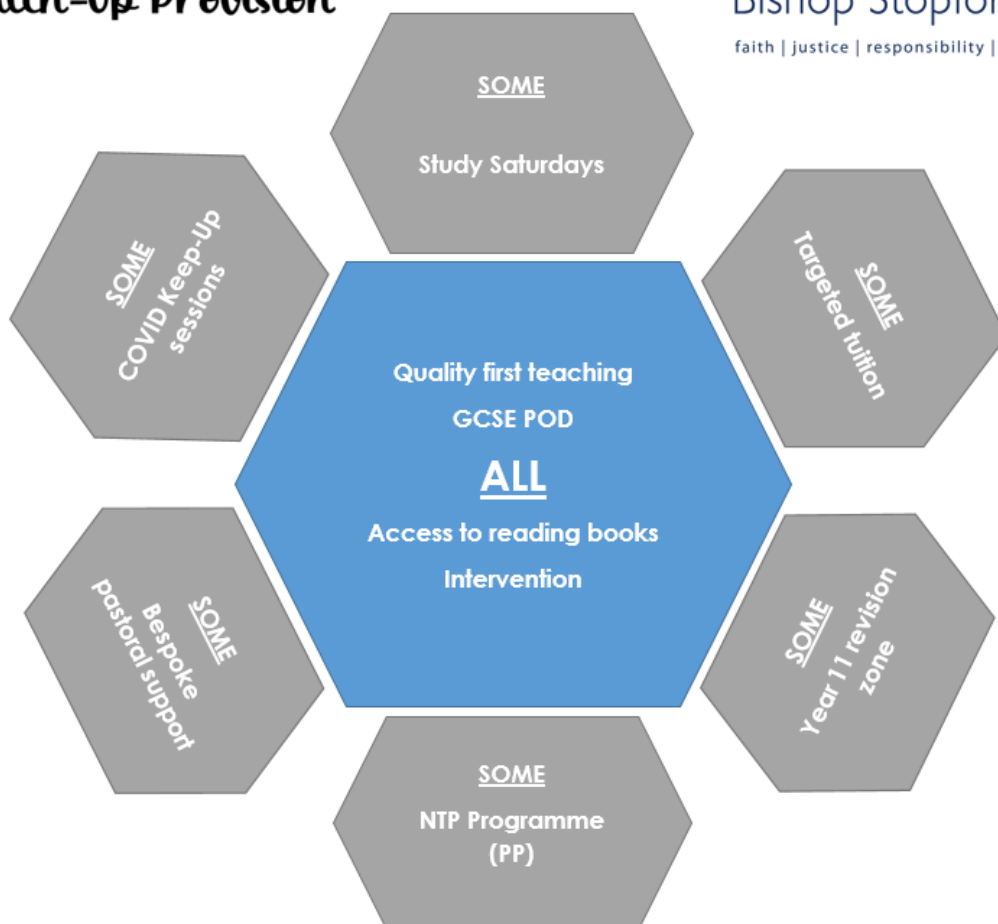 Provision
Bishop
faith | justice | responsibility |
SOME
Study Saturdays
SOME
COVID Keep-Up
sessions
SOME
Targeted tuition
Quality first teaching
GCSE POD
ALL
Access to reading books
Intervention
SOME
Bespoke
pastoral support
SOME
Year 11 revision
zone
SOME
NTP Programme
(PP)